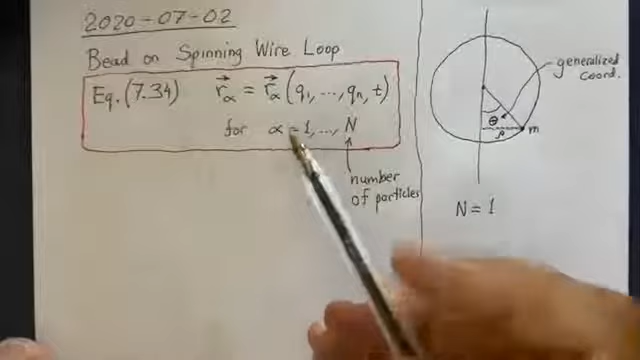 2020-07-02
Bead on Spinning Wire Loop
Eq. (7.34) r⃗α = r⃗α (q1, ..., qn, t)
for α = 1, ..., N
number
of particles
generalized
coord.
θ
ρ
m
N = 1